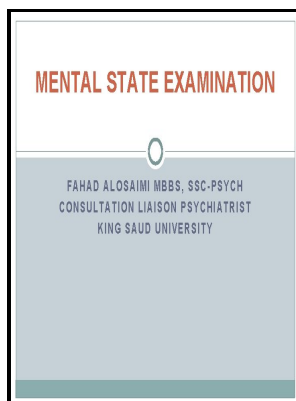 MENTAL STATE EXAMINATION
FAHAD ALOSAIMI MBBS, SSC-PSYCH
CONSULTATION LIAISON PSYCHIATRIST
KING SAUD UNIVERSITY